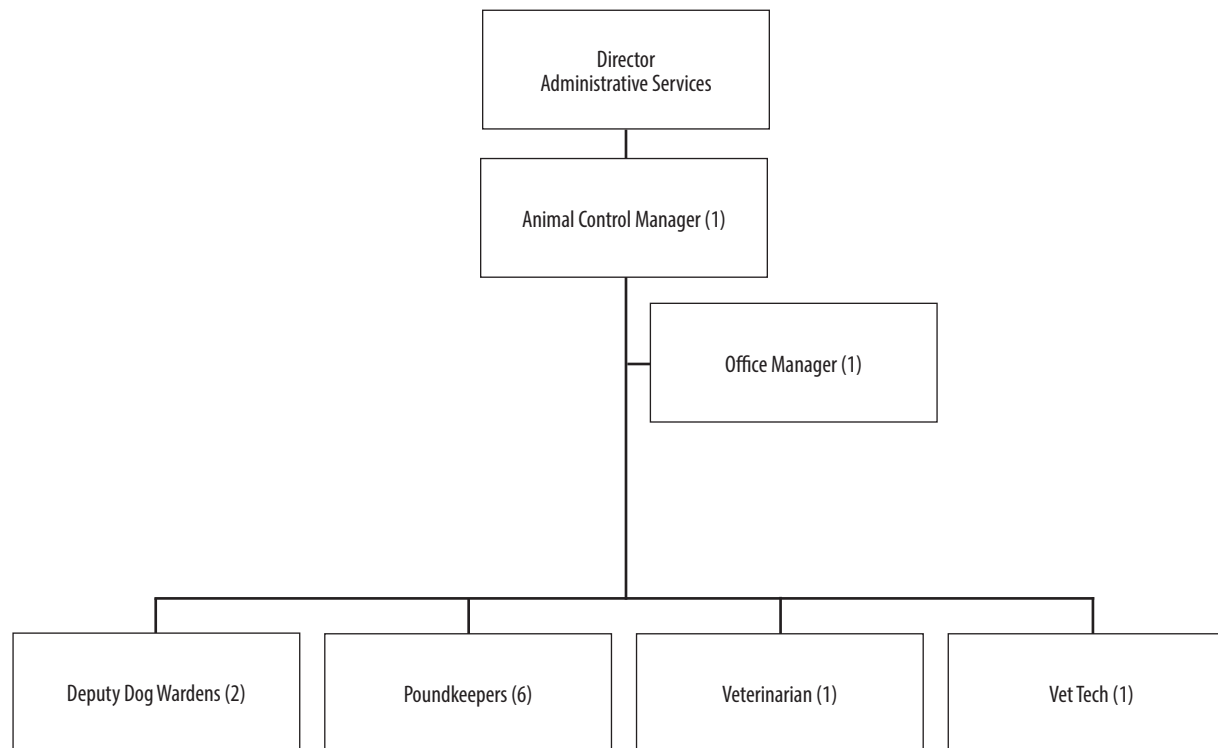 Director
Administrative Services
Animal Control Manager (1)
Office Manager (1)
Deputy Dog Wardens (2)
Poundkeepers (6)
Veterinarian (1)
Vet Tech (1)